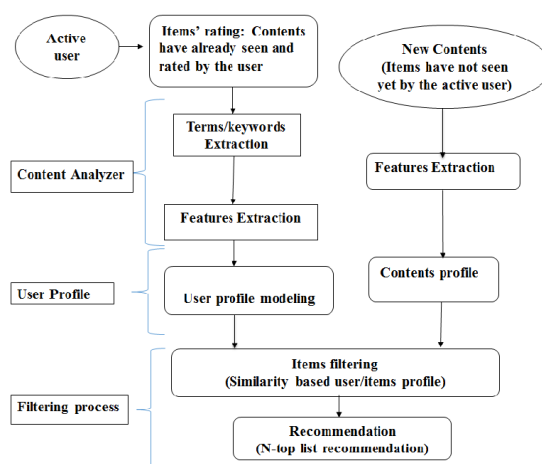 Active
user
Items' rating: Contents
have already seen and
rated by the user
New Contents
(Items have not seen
yet by the active user)
Terms/keywords
Extraction
Content Analyzer
Features Extraction
Features Extraction
User Profile
User profile modeling
Contents profile
Items filtering
(Similarity based user/items profile)
Filtering process
Recommendation
(N-top list recommendation)